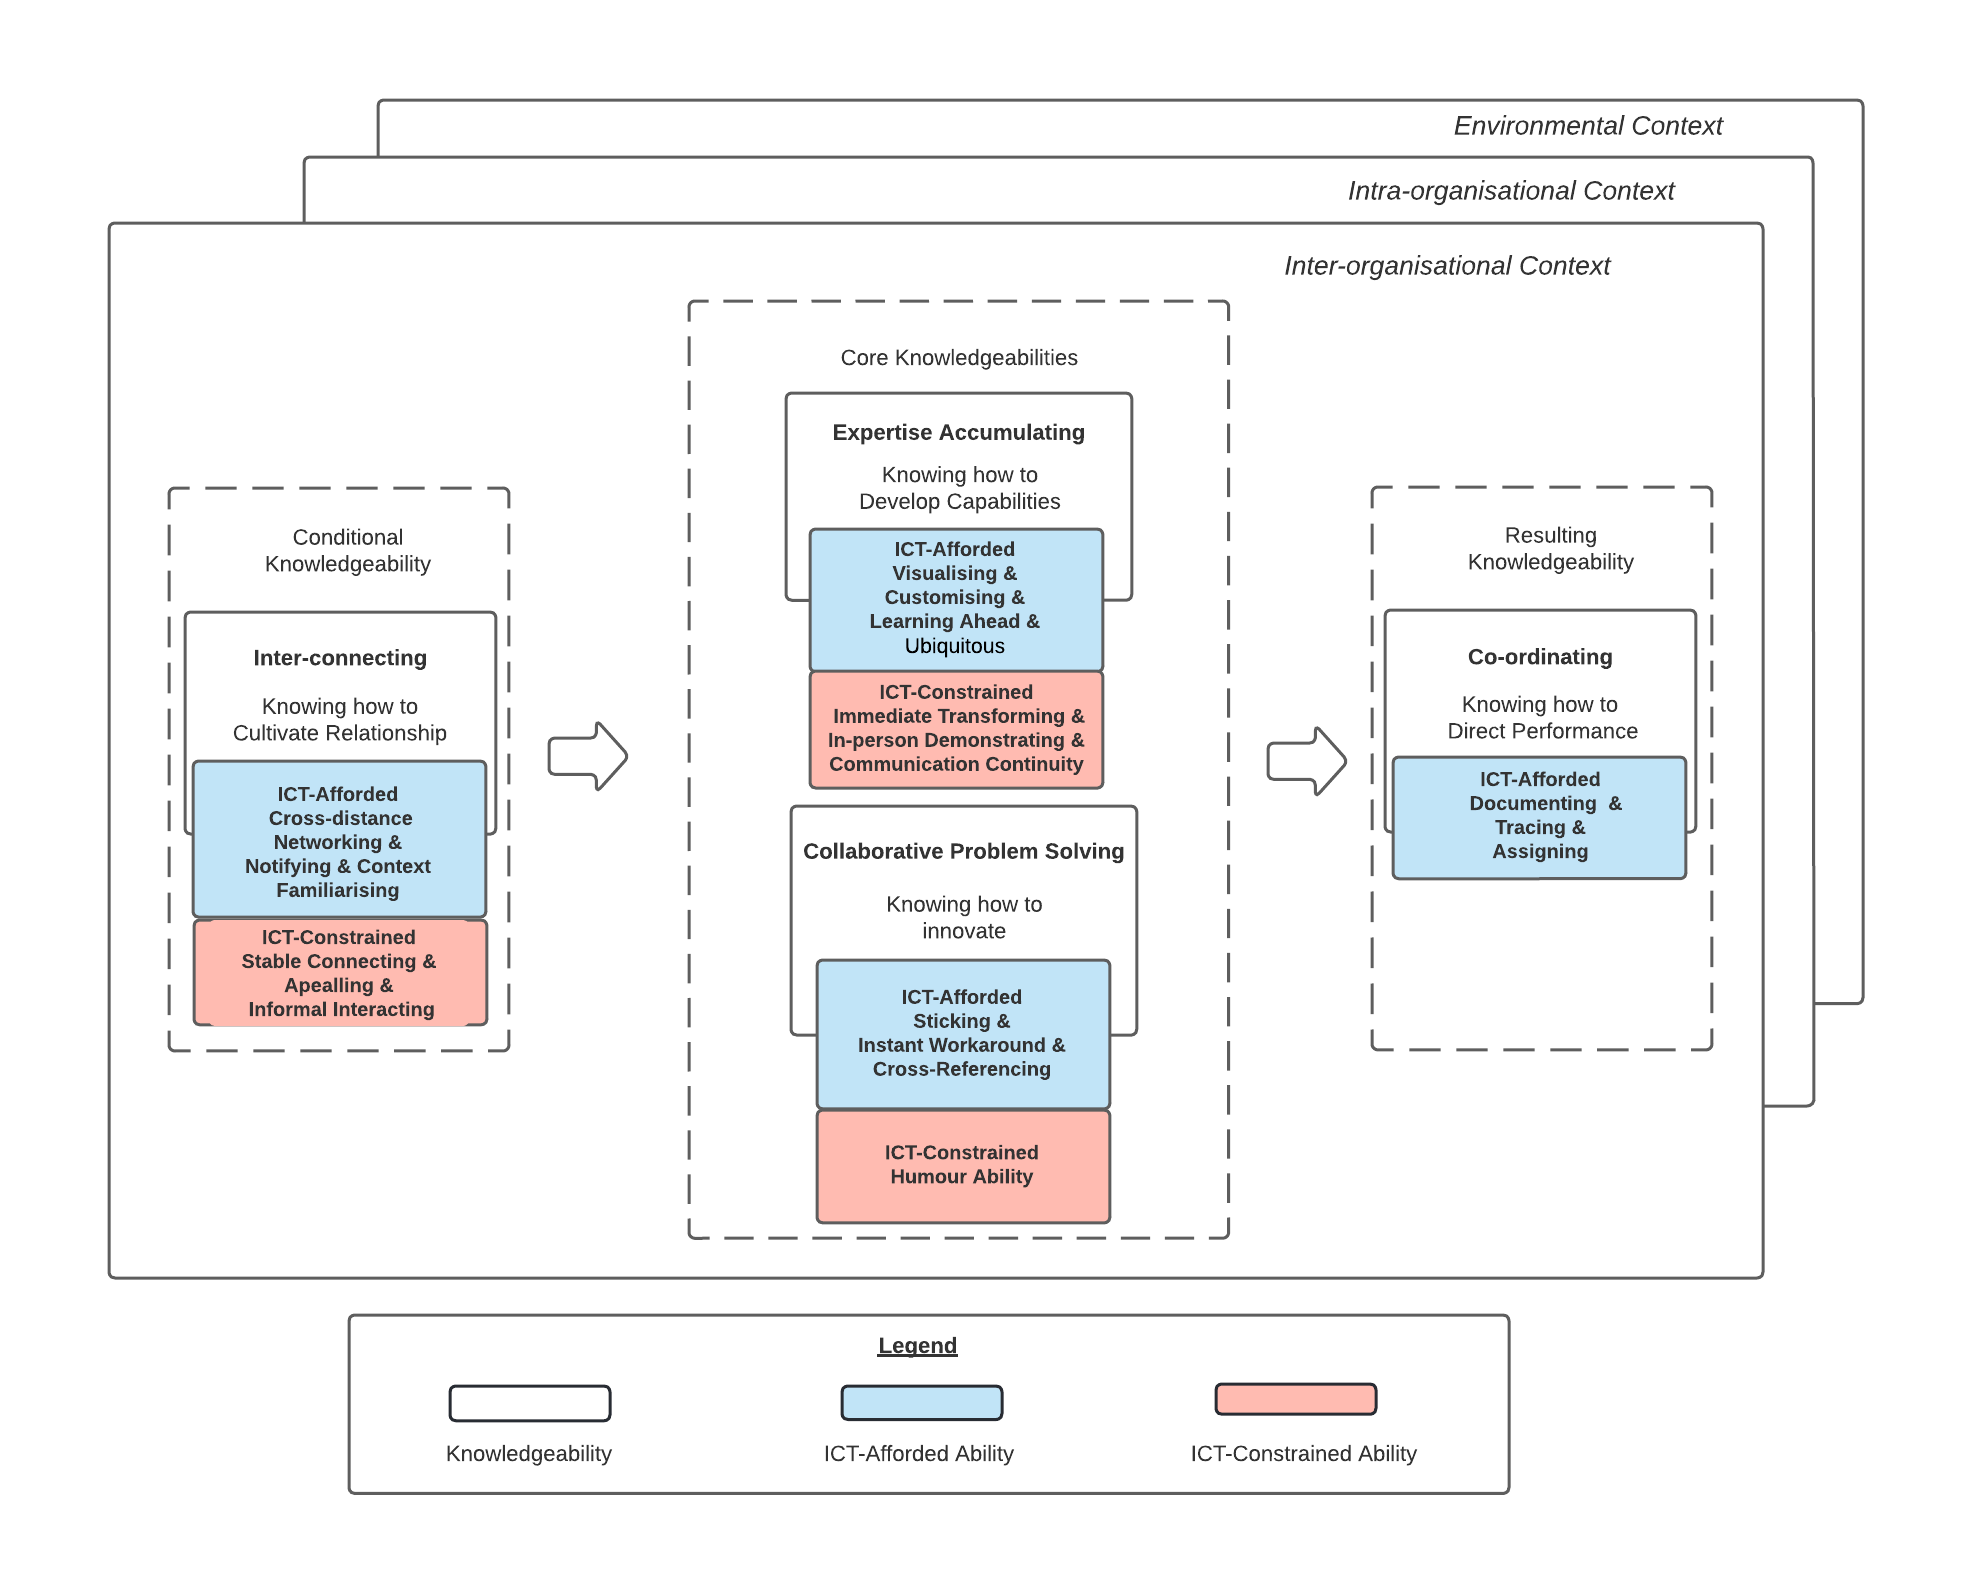 Environmental Context
Intra-organisational Context
Inter-organisational Context
Conditional
Knowledgeability
Inter-connecting
Knowing how to
Cultivate Relationship
ICT-Afforded
Cross-distance
Networking &
Notifying & Context
Familiarising
ICT-Constrained
Stable Connecting &
Apealling &
Informal Interacting
Core Knowledgeabilities
Expertise Accumulating
Knowing how to
Develop Capabilities
ICT-Afforded
Visualising &
Customising &
Learning Ahead &
Ubiquitous
ICT-Constrained
Immediate Transforming &
In-person Demonstrating &
Communication Continuity
Collaborative Problem Solving
Knowing how to
innovate
ICT-Afforded
Sticking &
Instant Workaround &
Cross-Referencing
ICT-Constrained
Humour Ability
Resulting
Knowledgeability
Co-ordinating
Knowing how to
Direct Performance
ICT-Afforded
Documenting &
Tracing &
Assigning
Legend
Knowledgeability
ICT-Afforded Ability
ICT-Constrained Ability